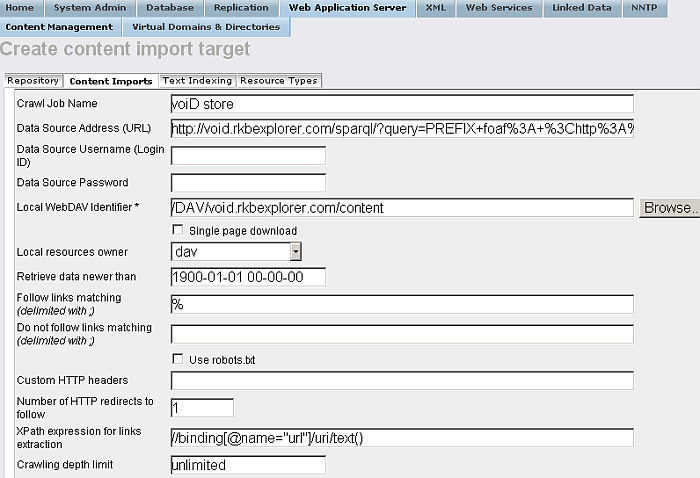 Home System Admin Database Replication Web Application Server XML Web Services Linked Data NNTP
Content Management Virtual Domains & Directories
Create content import target
Repository Content Imports Text Indexing Resource Types
Crawl Job Name voiD store
Data Source Address (URL) http://void.rkbexplorer.com/sparql/?query=PREFIX+foaf%3A+%3Chttp%3A%
Data Source Username (Login
ID)
Data Source Password
Local WebDAV Identifier * /DAV/void.rkbexplorer.com/content Browse..
Single page download
Local resources owner dav
Retrieve data newer than 1900-01-01 00-00-00
Follow links matching
(delimited with ;) %
Do not follow links matching
(delimited with ;)
Use robots.txt
Custom HTTP headers
Number of HTTP redirects to
follow 1
XPath expression for links
extraction //binding[@name="url"]/uri/text()
Crawling depth limit unlimited